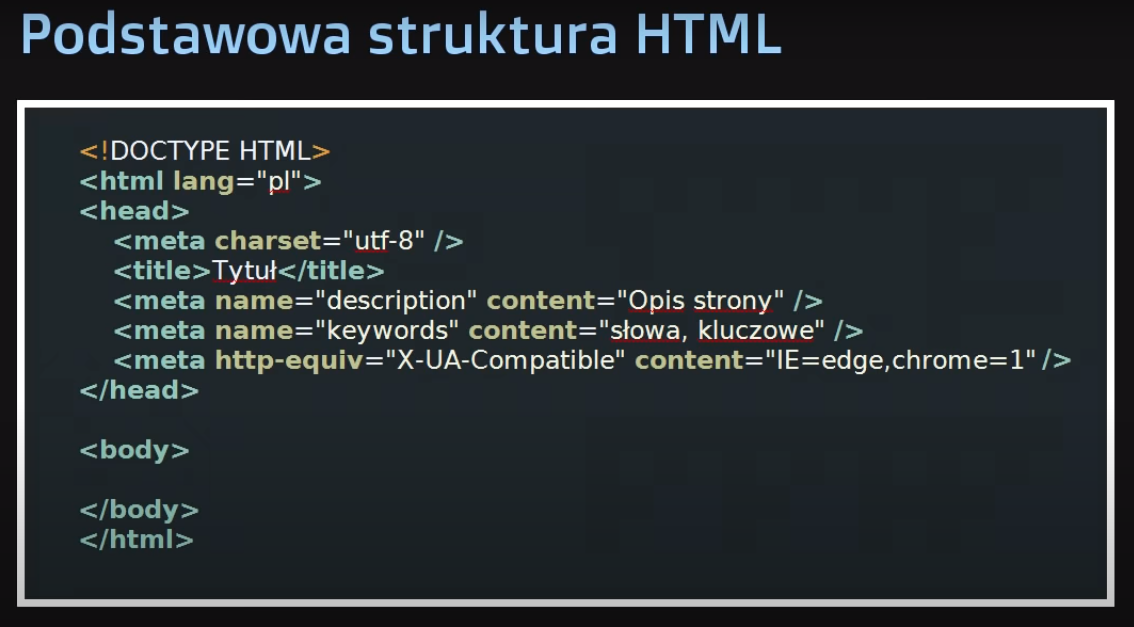 Podstawowa struktura HTML
<!DOCTYPE HTML>
<html lang="pl">
<head>
<meta charset="utf-8" />
<title>Tytuł</title>
<meta name="description" content="Opis strony" />
<meta name="keywords" content="słowa, kluczowe" />
<meta http-equiv="X-UA-Compatible" content="IE=edge,chrome=1" />
</head>
<body>
</body>
</html>